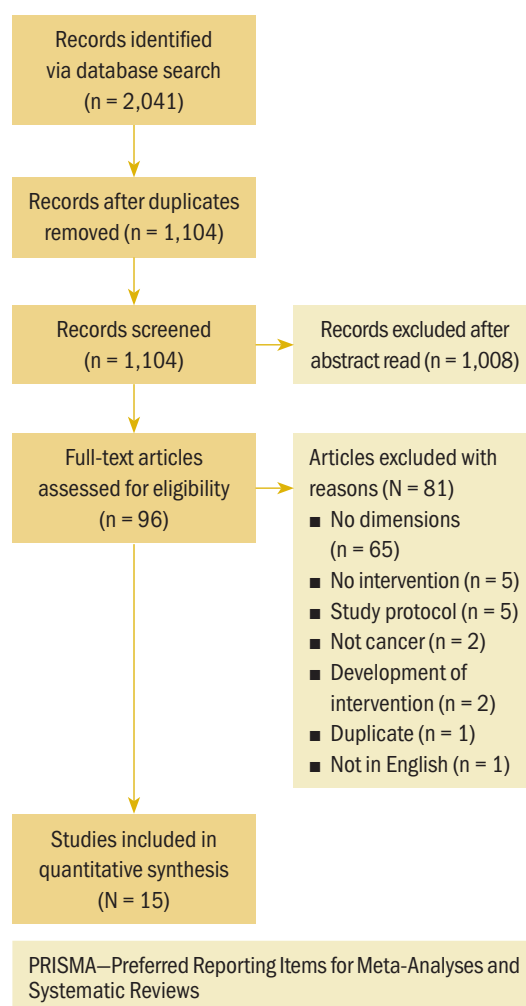 Records identified
via database search
(n = 2,041)
Records after duplicates
removed (n = 1,104)
Records screened
(n = 1,104)
Records excluded after
abstract read (n = 1,008)
Full-text articles
assessed for eligibility
(n = 96)
Articles excluded with
reasons (N = 81)
■ No dimensions
(n = 65)
■ No intervention (n = 5)
■ Study protocol (n = 5)
■ Not cancer (n = 2)
■ Development of
intervention (n = 2)
■ Duplicate (n = 1)
■ Not in English (n = 1)
Studies included in
quantitative synthesis
(N = 15)
PRISMA—Preferred Reporting Items for Meta-Analyses and
Systematic Reviews